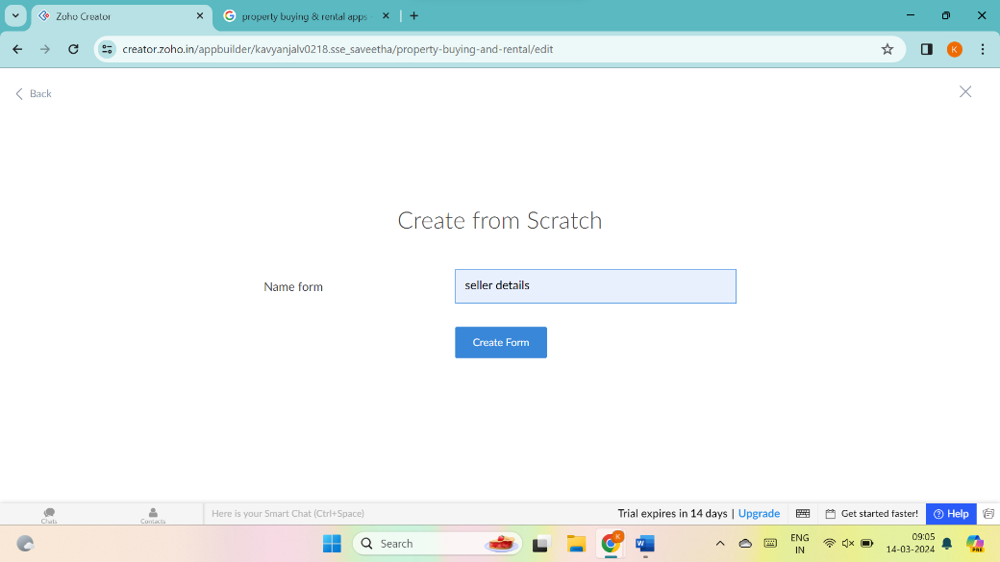 Zoho Creator
property buying & rental apps
creator.zoho.in/appbuilder/kavyanjalv0218.sse_saveetha/property-buying-and-rental/edit
K
Back
Create from Scratch
Name form
seller details
Create Form
Chats
Contacts
Here is your Smart Chat (Ctrl+Space)
Trial expires in 14 days | Upgrade
Get started faster!
Help
Search
K
W
ENG
IN
09:05
14-03-2024
PRE